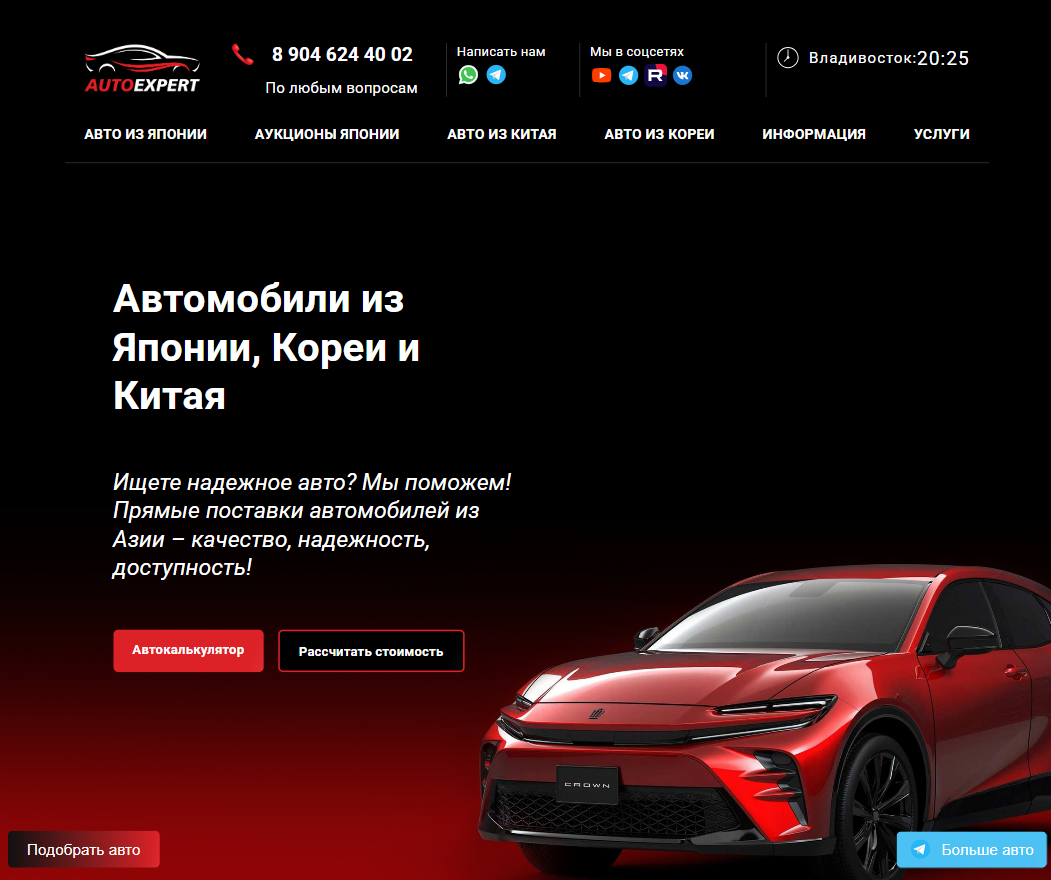 AUTOEXPERT
8 904 624 40 02
По любым вопросам
Написать нам
Мы в соцсетях
Владивосток:20:25
АВТО ИЗ ЯПОНИИ
АУКЦИОНЫ ЯПОНИИ
АВТО ИЗ КИТАЯ
АВТО ИЗ КОРЕИ
ИНФОРМАЦИЯ
УСЛУГИ
Автомобили из
Японии, Кореи и
Китая
Ищете надежное авто? Мы поможем!
Прямые поставки автомобилей из
Азии – качество, надежность,
доступность!
Автокалькулятор
Рассчитать стоимость
CROWN
Подобрать авто
Больше авто